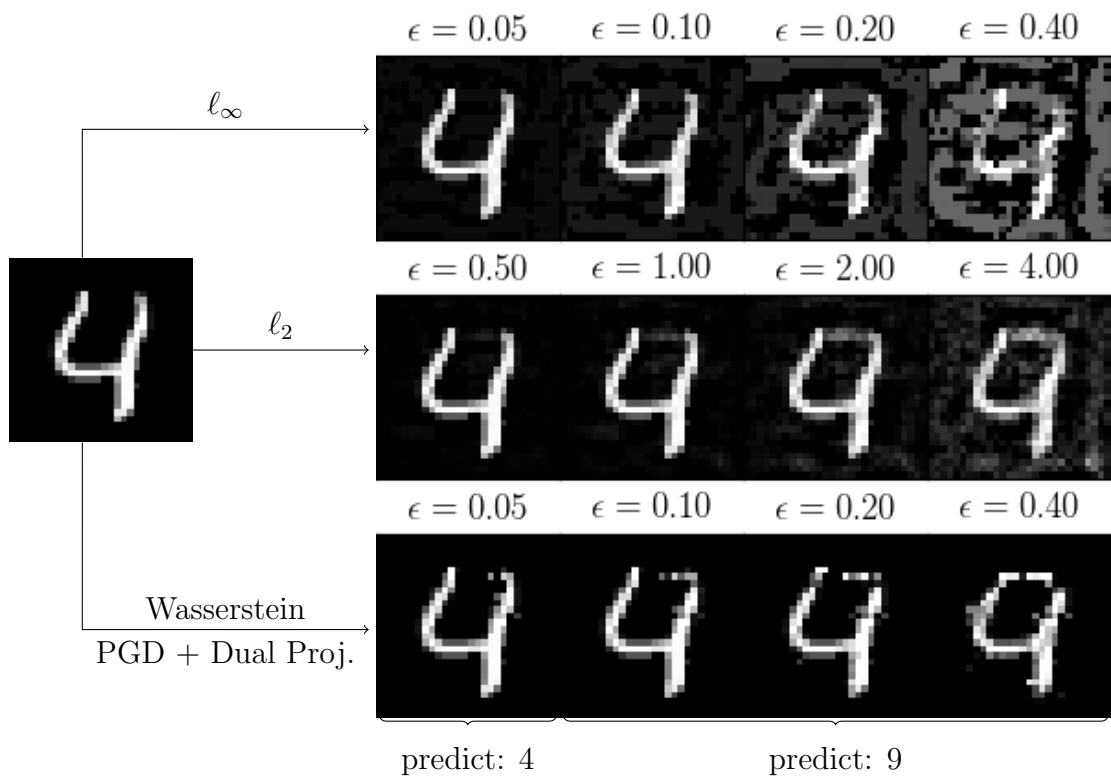 ϵ = 0.05 ϵ = 0.10 ϵ = 0.20 ϵ = 0.40
ℓ∞
ϵ = 0.50 ϵ = 1.00 ϵ = 2.00 ϵ = 4.00
ℓ2
ϵ = 0.05 ϵ = 0.10 ϵ = 0.20 ϵ = 0.40
Wasserstein
PGD + Dual Proj.
predict: 4 predict: 9